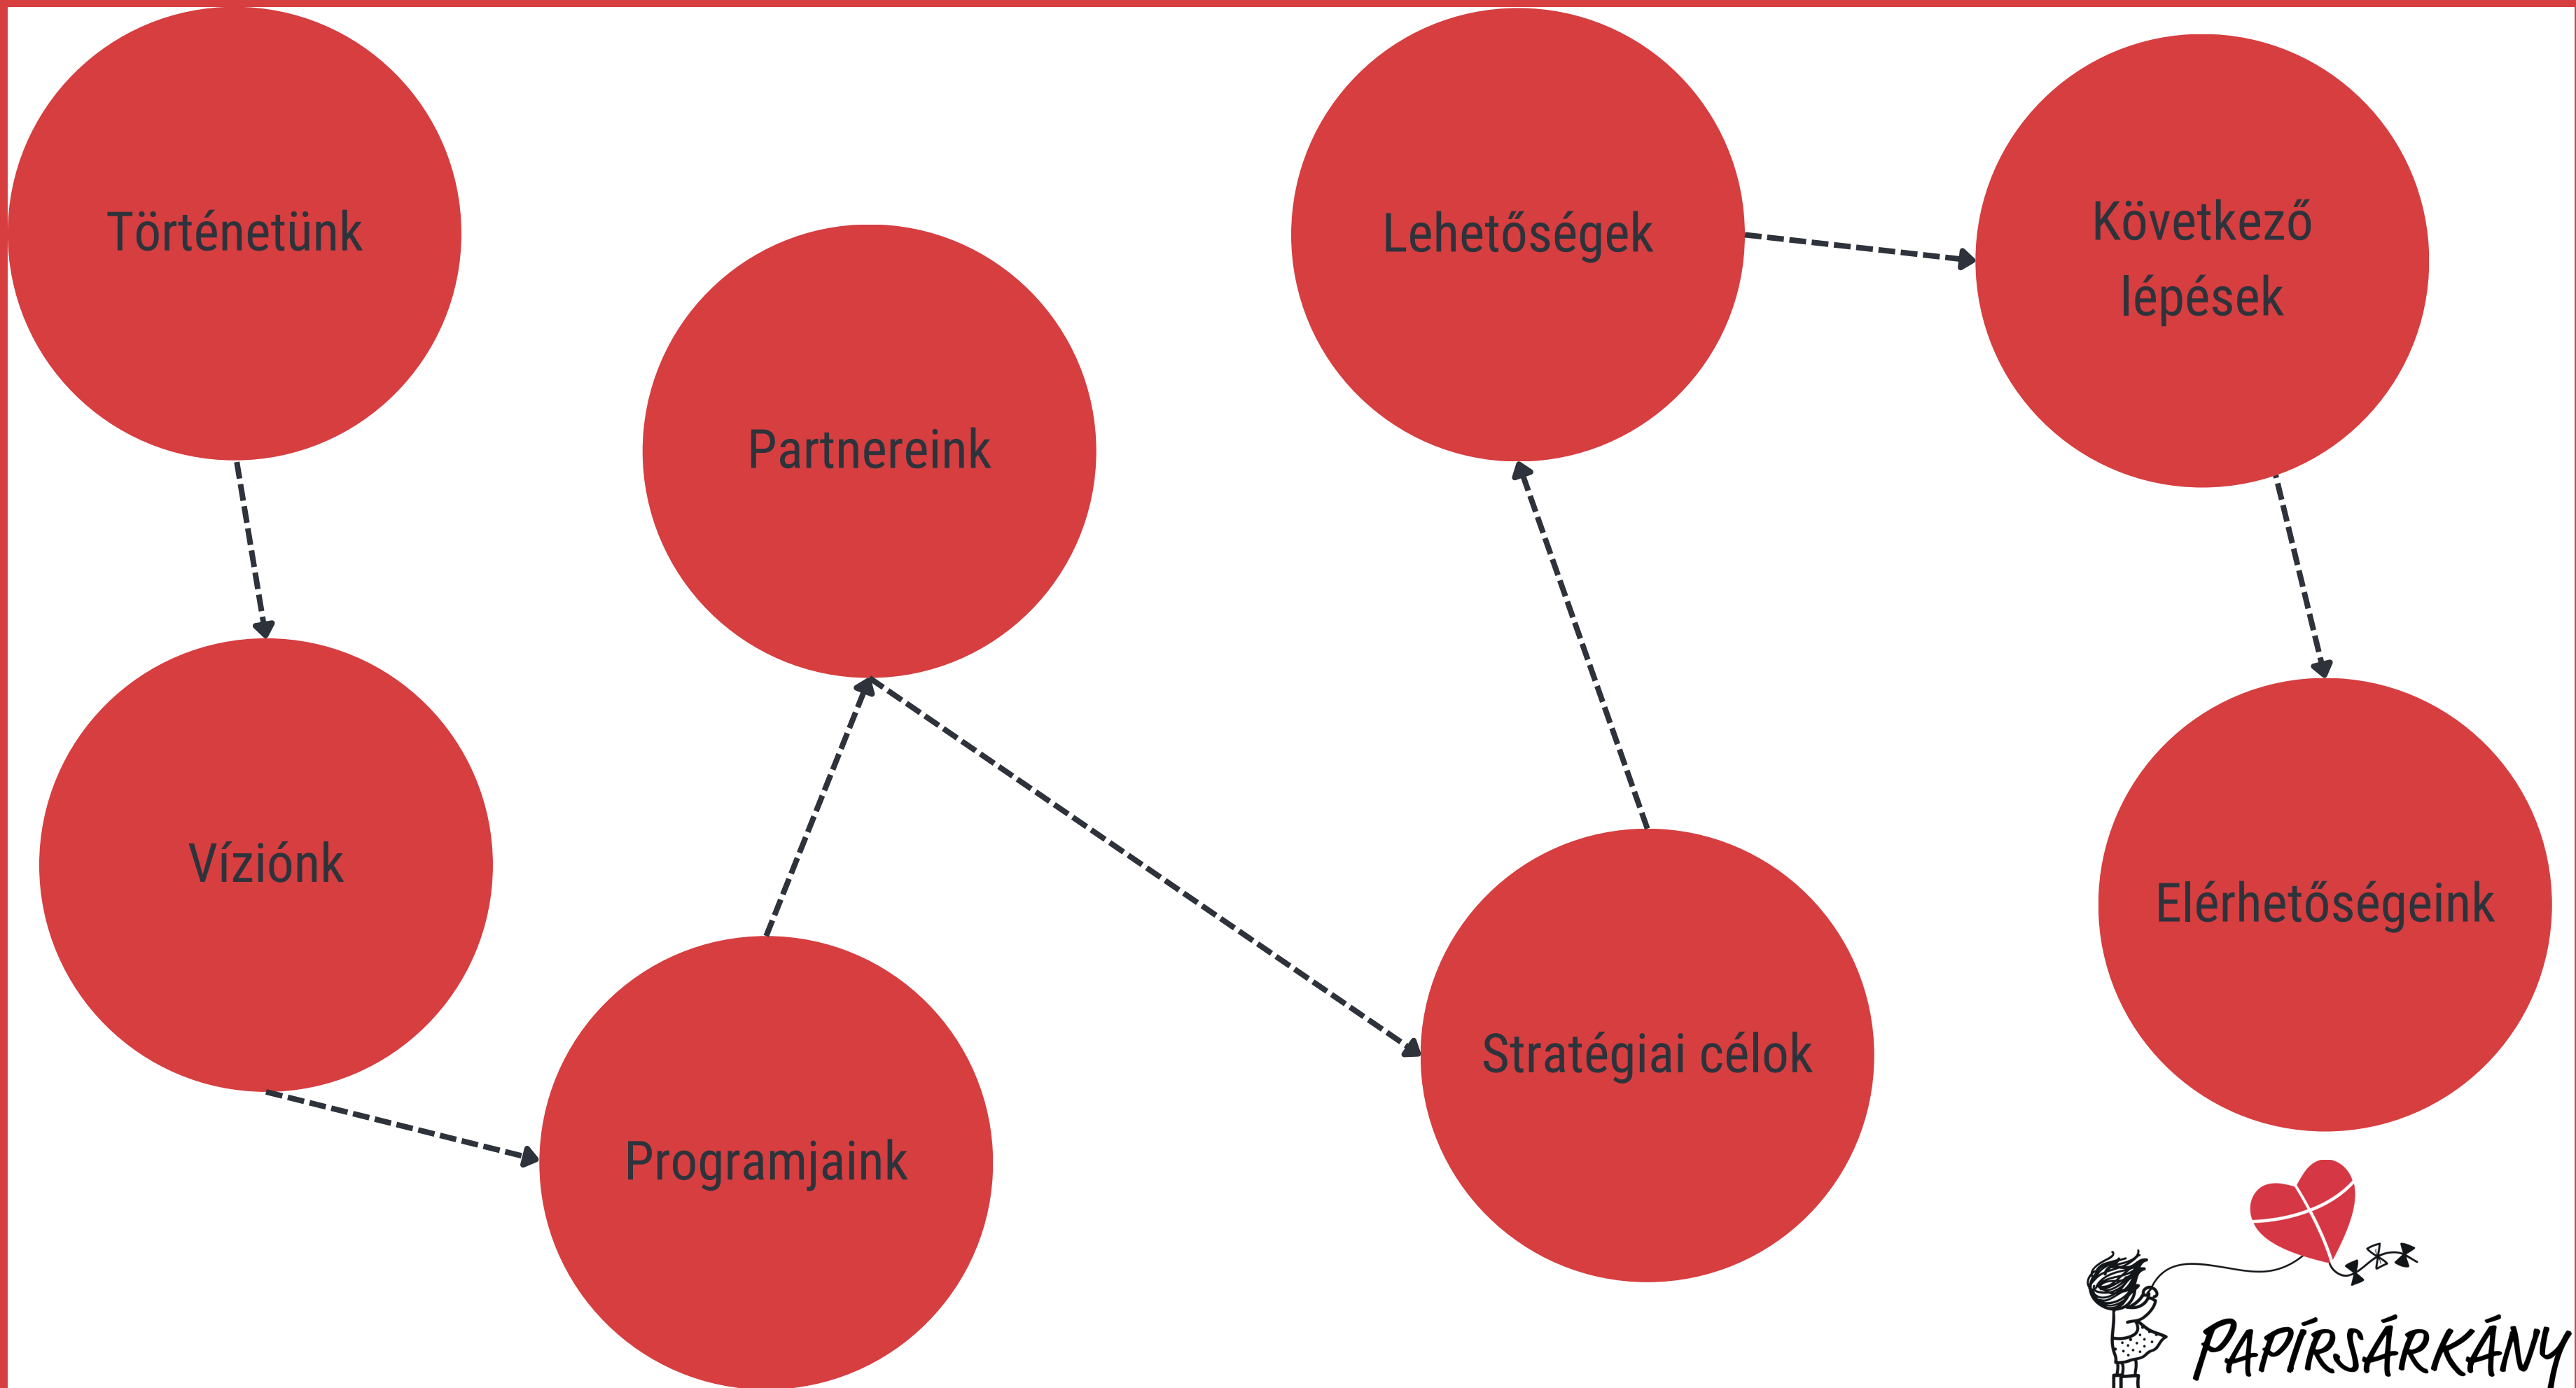 Történetünk
Víziónk
Programjaink
Partnereink
Stratégiai célok
Lehetőségek
Következő
lépések
Elérhetőségeink
PAPÍRSÁRKÁNY